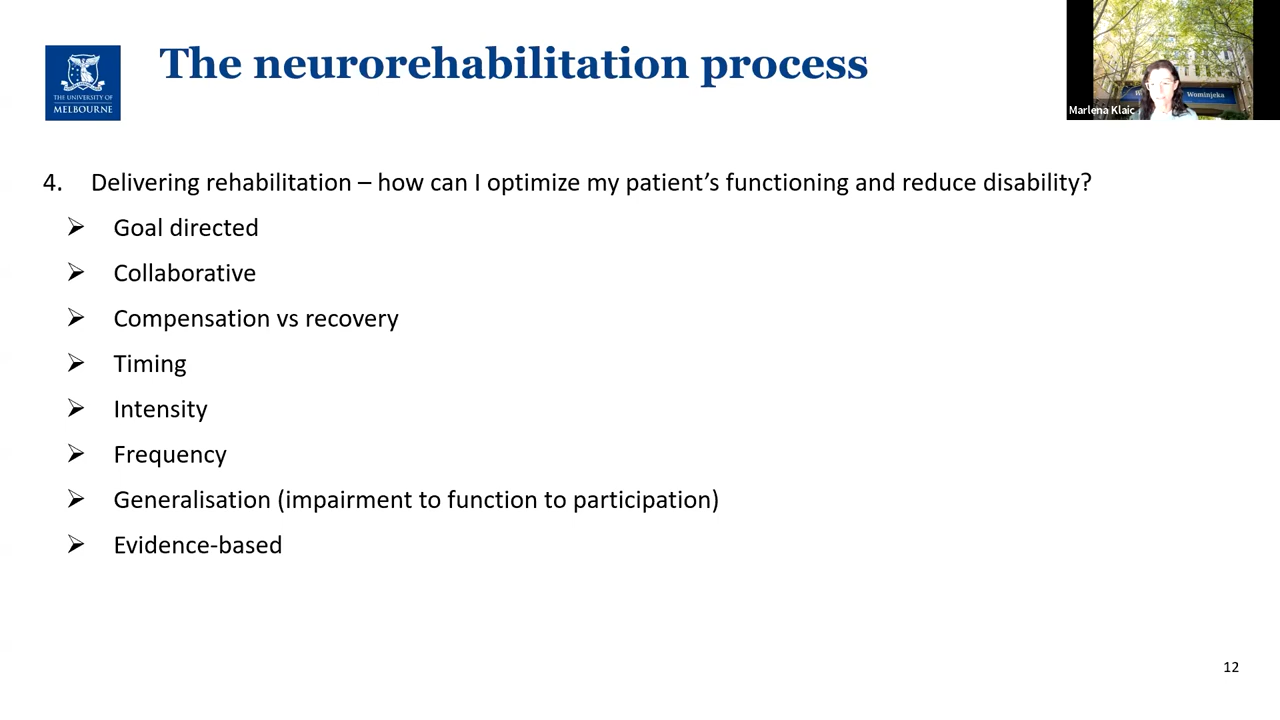 The neurorehabilitation process
THE UNIVERSITY OF
MELBOURNE
Wominjeka
Marlena Klaic
4. Delivering rehabilitation – how can I optimize my patient’s functioning and reduce disability?
➢ Goal directed
➢ Collaborative
➢ Compensation vs recovery
➢ Timing
➢ Intensity
➢ Frequency
➢ Generalisation (impairment to function to participation)
➢ Evidence-based
12